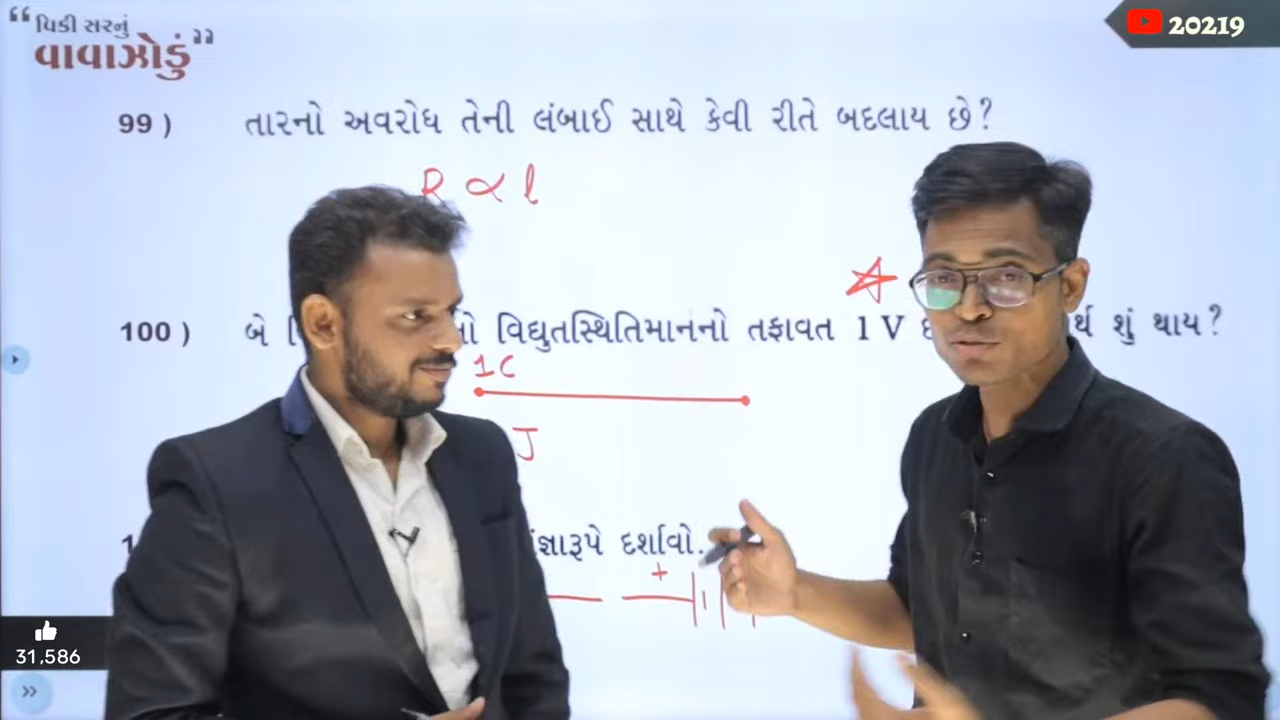 “ વિકી સરનું
વાવાઝોડું ”
20219
99 ) તારનો અવરોધ તેની લંબાઈ સાથે કેવી રીતે બદલાય છે?
R ∝ l
100 ) બે વિદ્યુતસ્થિતિમાનનો તફાવત 1 V શું થાય?
1C
J
દર્શાવો.
+
31,586